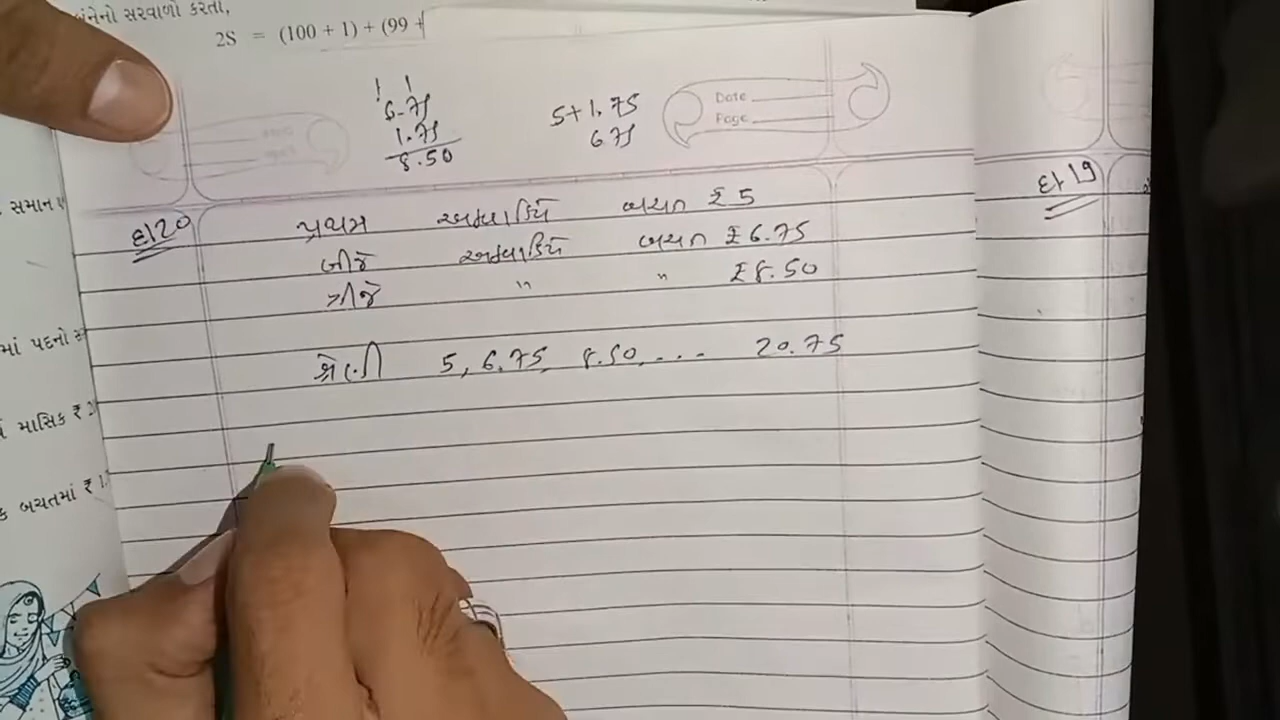 બંનેનો સરવાળો કરતા,
2S = (100 + 1) + (99 +
6.75
1.75
8.50
5+1.75
6.75
Date
Page
દા20
પ્રથમ અઠવાડિયે બચત ₹ 5
બીજે અઠવાડિયે બચત ₹ 6.75
ત્રીજે " " ₹ 8.50
શ્રેણી 5, 6.75, 8.50, ... 20.75
દા19
સમાન
માં પદનો
માસિક ₹
બચતમાં ₹ 1.